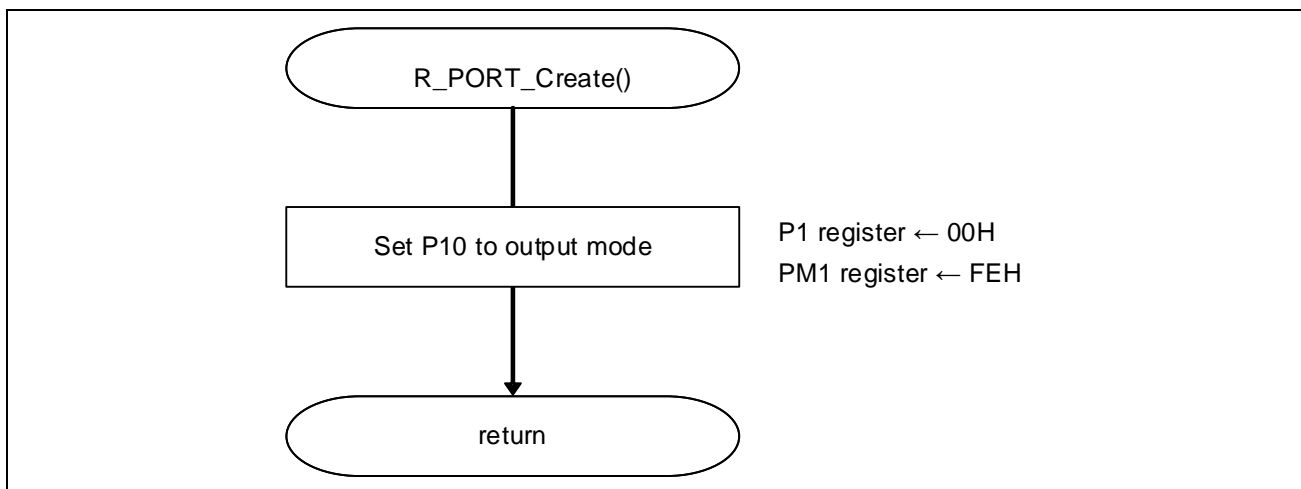 R_PORT_Create()
Set P10 to output mode
P1 register ← 00H
PM1 register ← FEH
return